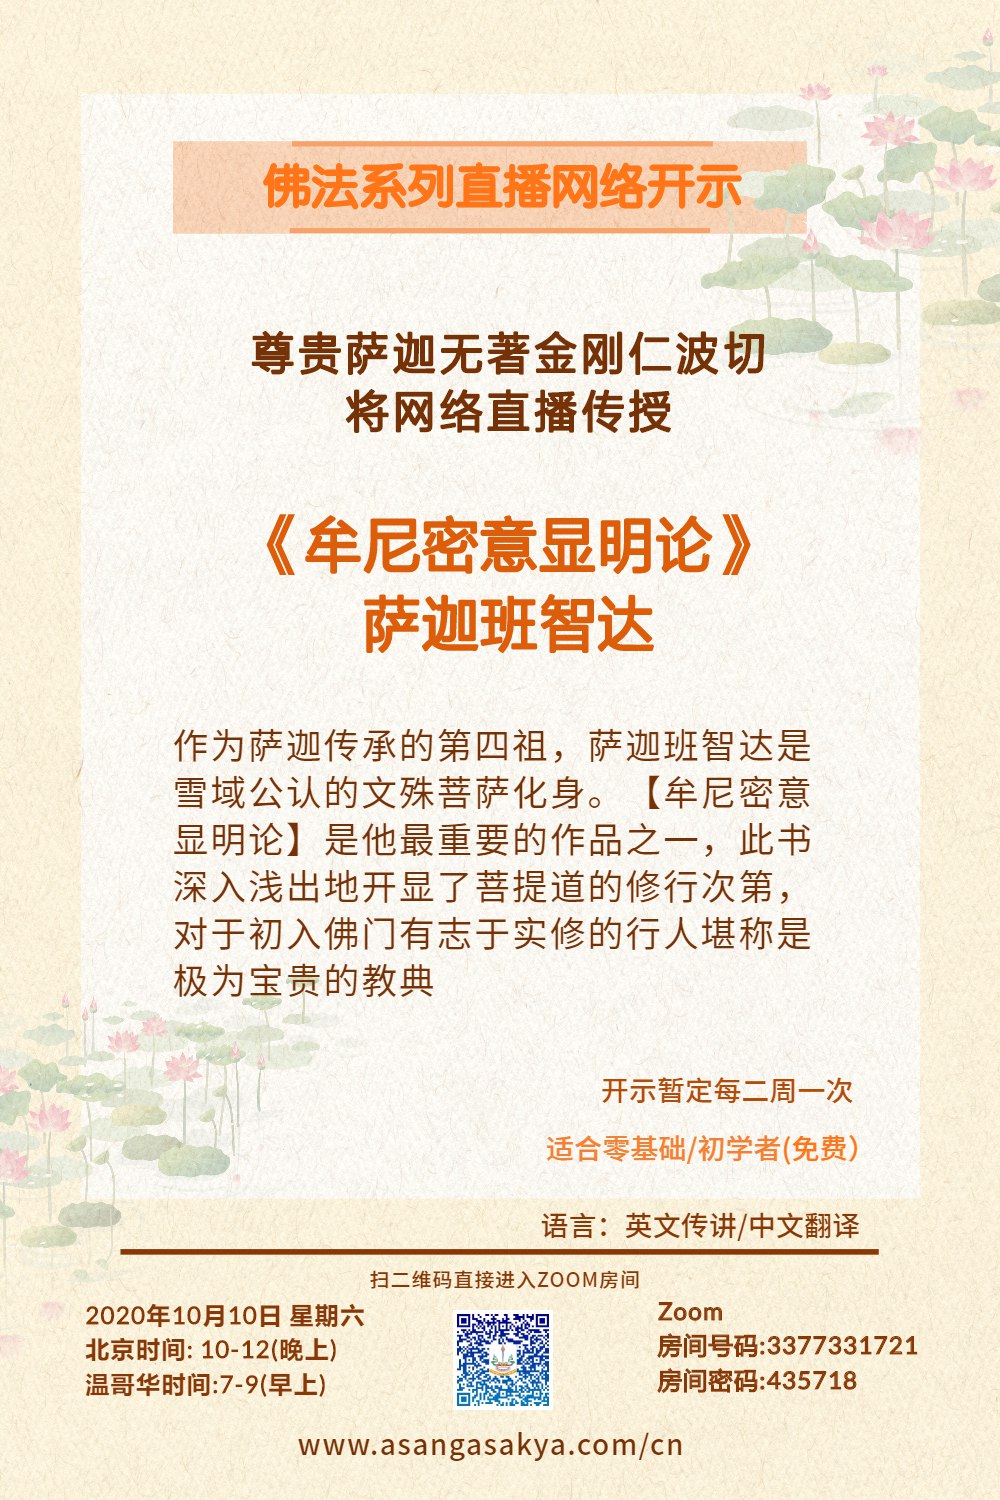 佛法系列直播网络开示
尊贵萨迦无著金刚仁波切
将网络直播传授
《牟尼密意显明论》
萨迦班智达
作为萨迦传承的第四祖，萨迦班智达是
雪域公认的文殊菩萨化身。【牟尼密意
显明论】是他最重要的作品之一，此书
深入浅出地开显了菩提道的修行次第，
对于初入佛门有志于实修的行人堪称是
极为宝贵的教典
开示暂定每二周一次
适合零基础/初学者(免费）
语言：英文传讲/中文翻译
扫二维码直接进入ZOOM房间
2020年10月10日 星期六
北京时间: 10-12(晚上)
温哥华时间:7-9(早上)
Zoom
房间号码:3377331721
房间密码:435718
www.asangasakya.com/cn